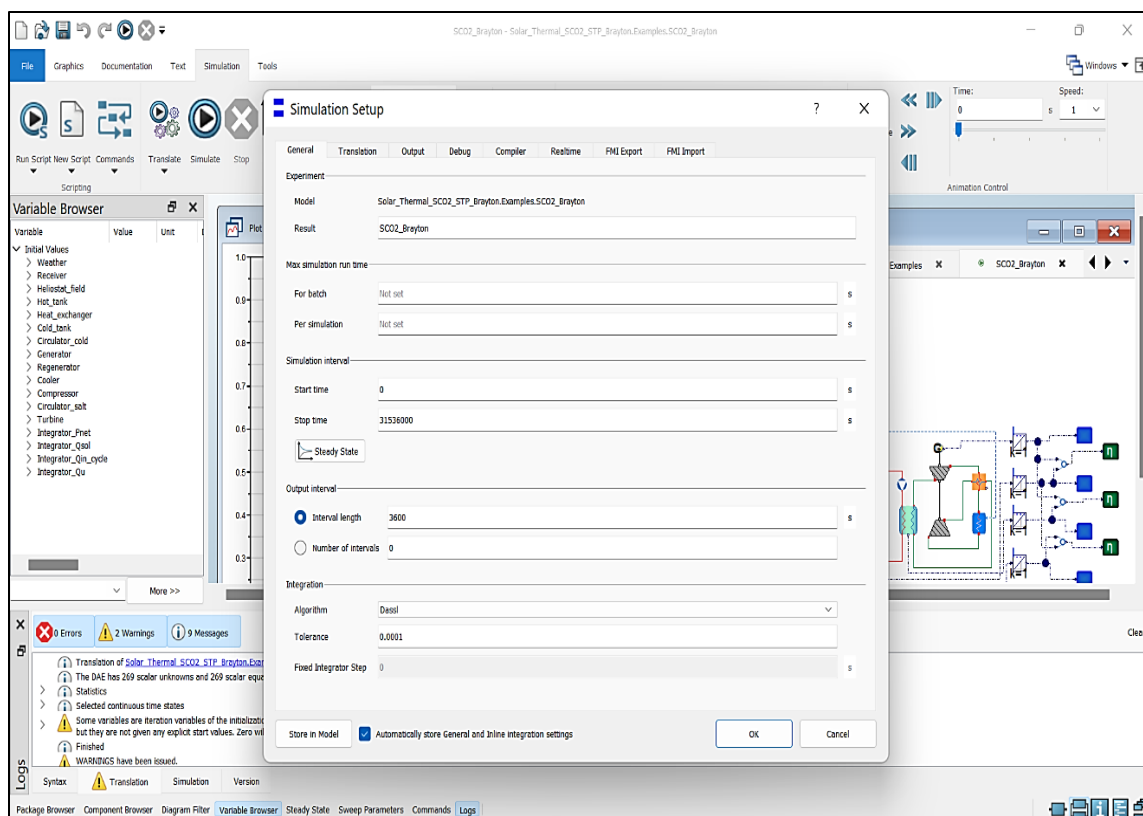 SCO2_Brayton - Solar_Thermal_SCO2_STP_Brayton.Examples.SCO2_Brayton
File Graphics Documentation Text Simulation Tools
Windows
Run Script New Script Commands Translate Simulate Stop
Scripting
Time: Speed:
0 s 1
Animation Control
Variable Browser
Variable Value Unit
Initial Values
Weather
Receiver
Heliostat_field
Hot_tank
Heat_exchanger
Cold_tank
Circulator_cold
Generator
Regenerator
Cooler
Compressor
Circulator_salt
Turbine
Integrator_Pnet
Integrator_Qsol
Integrator_Qin_cycle
Integrator_Qu
More >>
Plot
1.0
0.9
0.8
0.7
0.6
0.5
0.4
0.3
Examples SCO2_Brayton
η
η
η
Simulation Setup ? X
General Translation Output Debug Compiler Realtime FMI Export FMI Import
Experiment
Model Solar_Thermal_SCO2_STP_Brayton.Examples.SCO2_Brayton
Result SCO2_Brayton
Max simulation run time
For batch Not set s
Per simulation Not set s
Simulation interval
Start time 0 s
Stop time 31536000 s
Steady State
Output interval
Interval length 3600 s
Number of intervals 0
Integration
Algorithm Dassl
Tolerance 0.0001
Fixed Integrator Step 0 s
Store in Model Automatically store General and Inline integration settings OK Cancel
0 Errors 2 Warnings 9 Messages
Translation of Solar_Thermal_SCO2_STP_Brayton.Exar
The DAE has 269 scalar unknowns and 269 scalar equa
Statistics
Selected continuous time states
Some variables are iteration variables of the initializatio
but they are not given any explicit start values. Zero wil
Finished
WARNINGS have been issued.
Logs
Syntax Translation Simulation Version
Package Browser Component Browser Diagram Filter Variable Browser Steady State Sweep Parameters Commands Logs